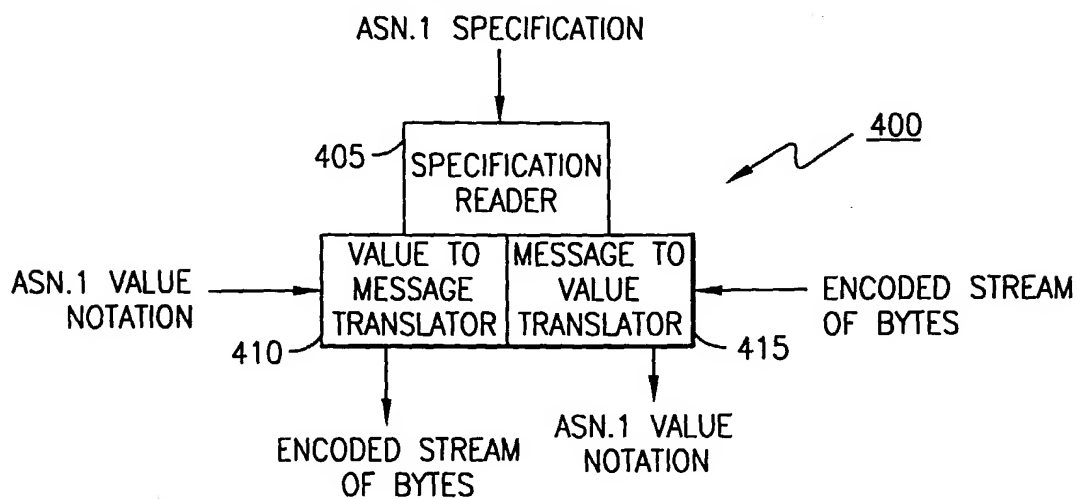 ASN.1 SPECIFICATION
400
405
SPECIFICATION
READER
VALUE TO
MESSAGE
TRANSLATOR
MESSAGE TO
VALUE
TRANSLATOR
ASN.1 VALUE
NOTATION
ENCODED STREAM
OF BYTES
410
415
ENCODED STREAM
OF BYTES
ASN.1 VALUE
NOTATION